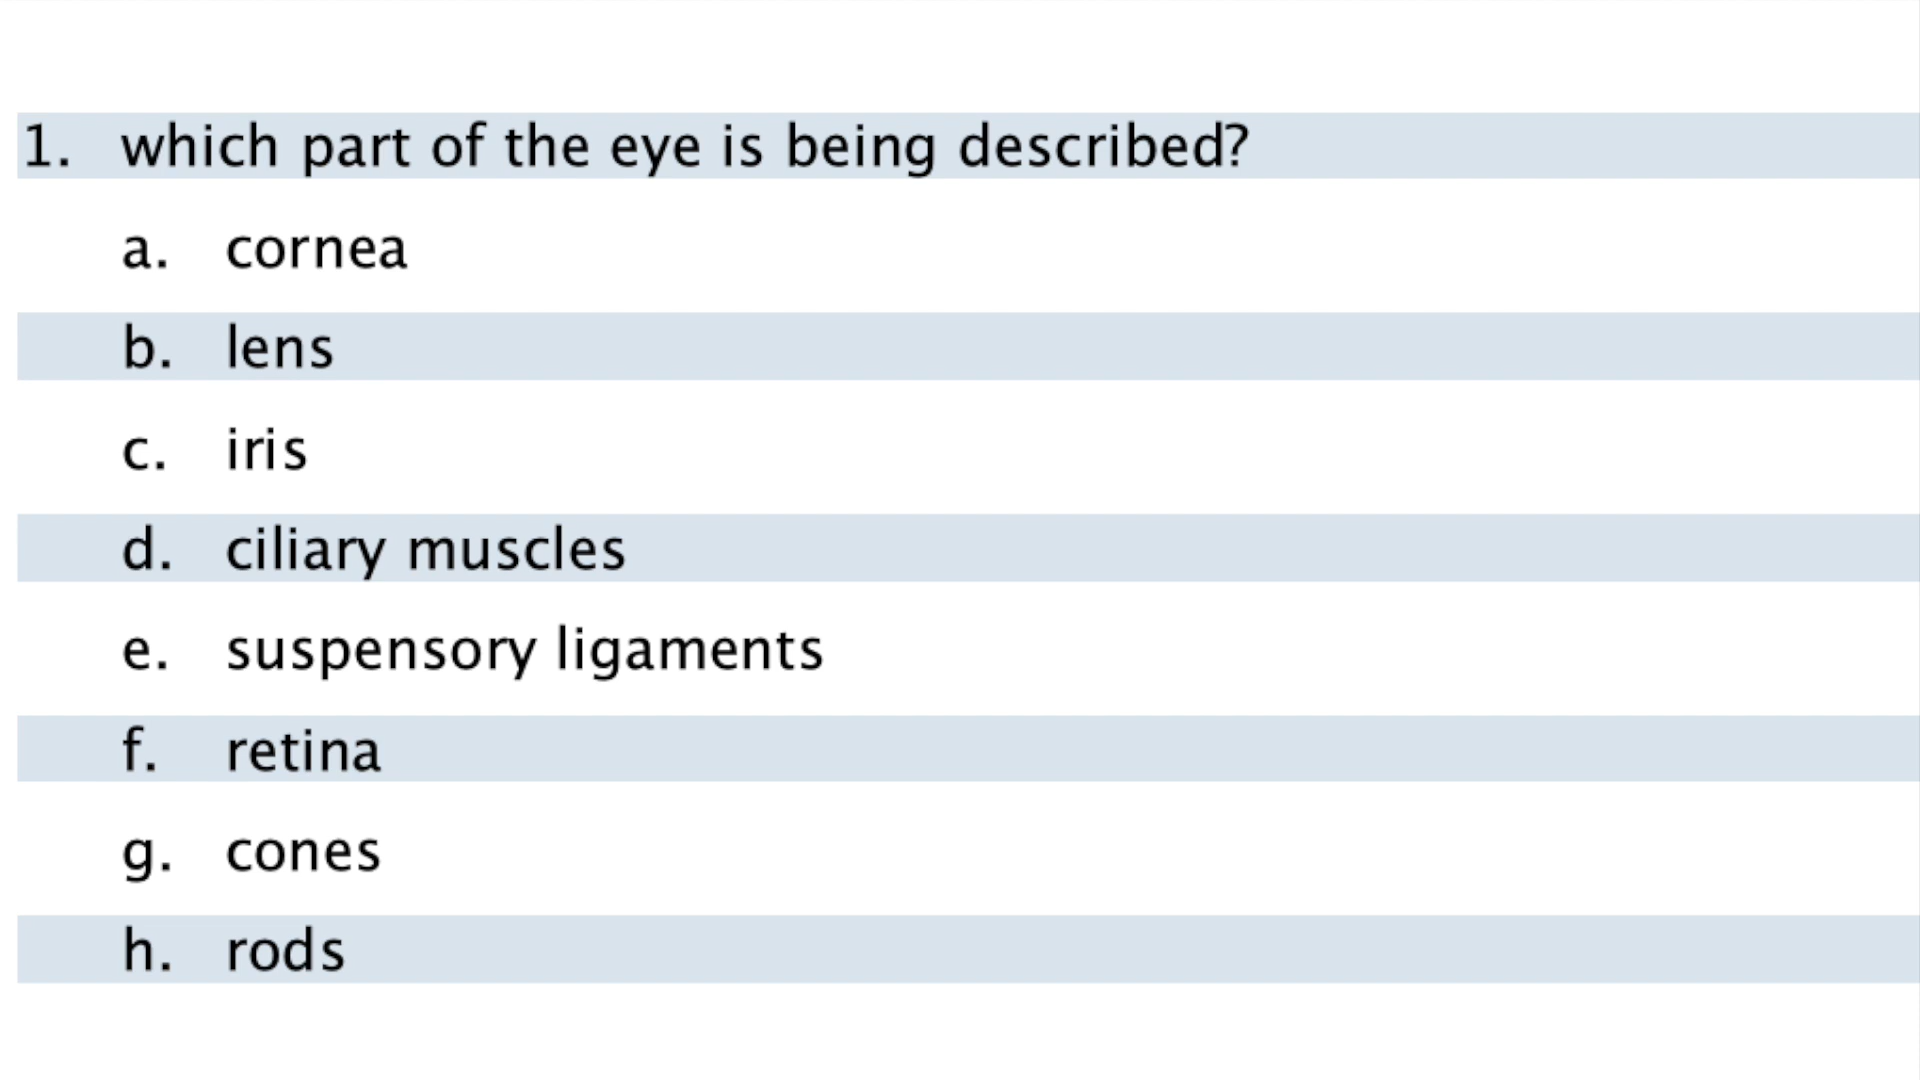 1. which part of the eye is being described?
a. cornea
b. lens
c. iris
d. ciliary muscles
e. suspensory ligaments
f. retina
g. cones
h. rods